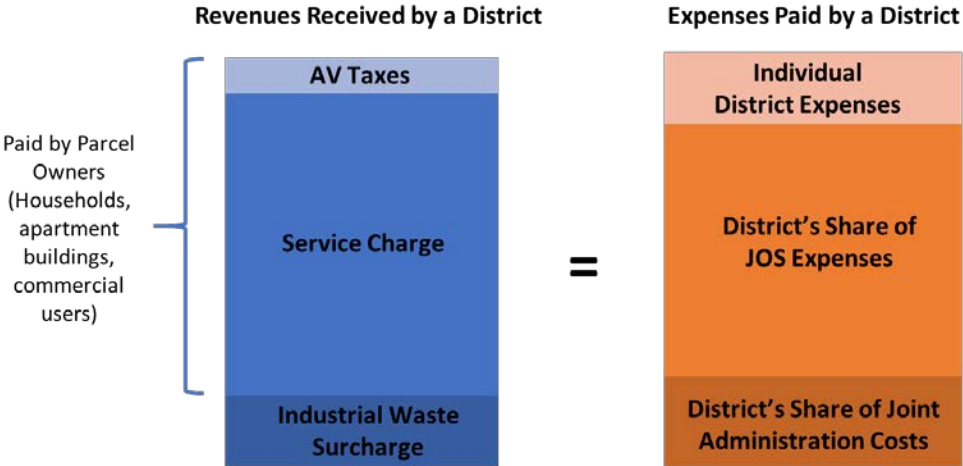 Revenues Received by a District
Expenses Paid by a District
Paid by Parcel
Owners
(Households,
apartment
buildings,
commercial
users)
AV Taxes
Service Charge
Industrial Waste
Surcharge
=
Individual
District Expenses
District’s Share of
JOS Expenses
District’s Share of Joint
Administration Costs